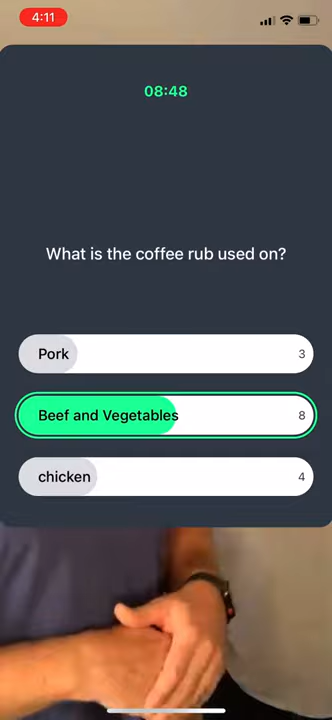 4:11
08:48
What is the coffee rub used on?
Pork 3
Beef and Vegetables 8
chicken 4